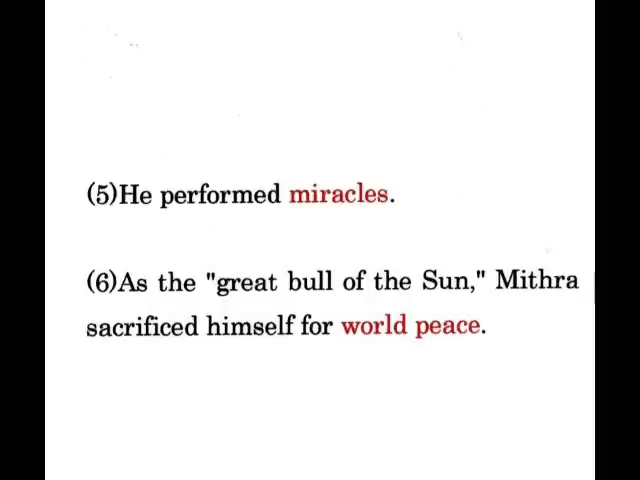 (5)He performed miracles.
(6)As the "great bull of the Sun," Mithra
sacrificed himself for world peace.